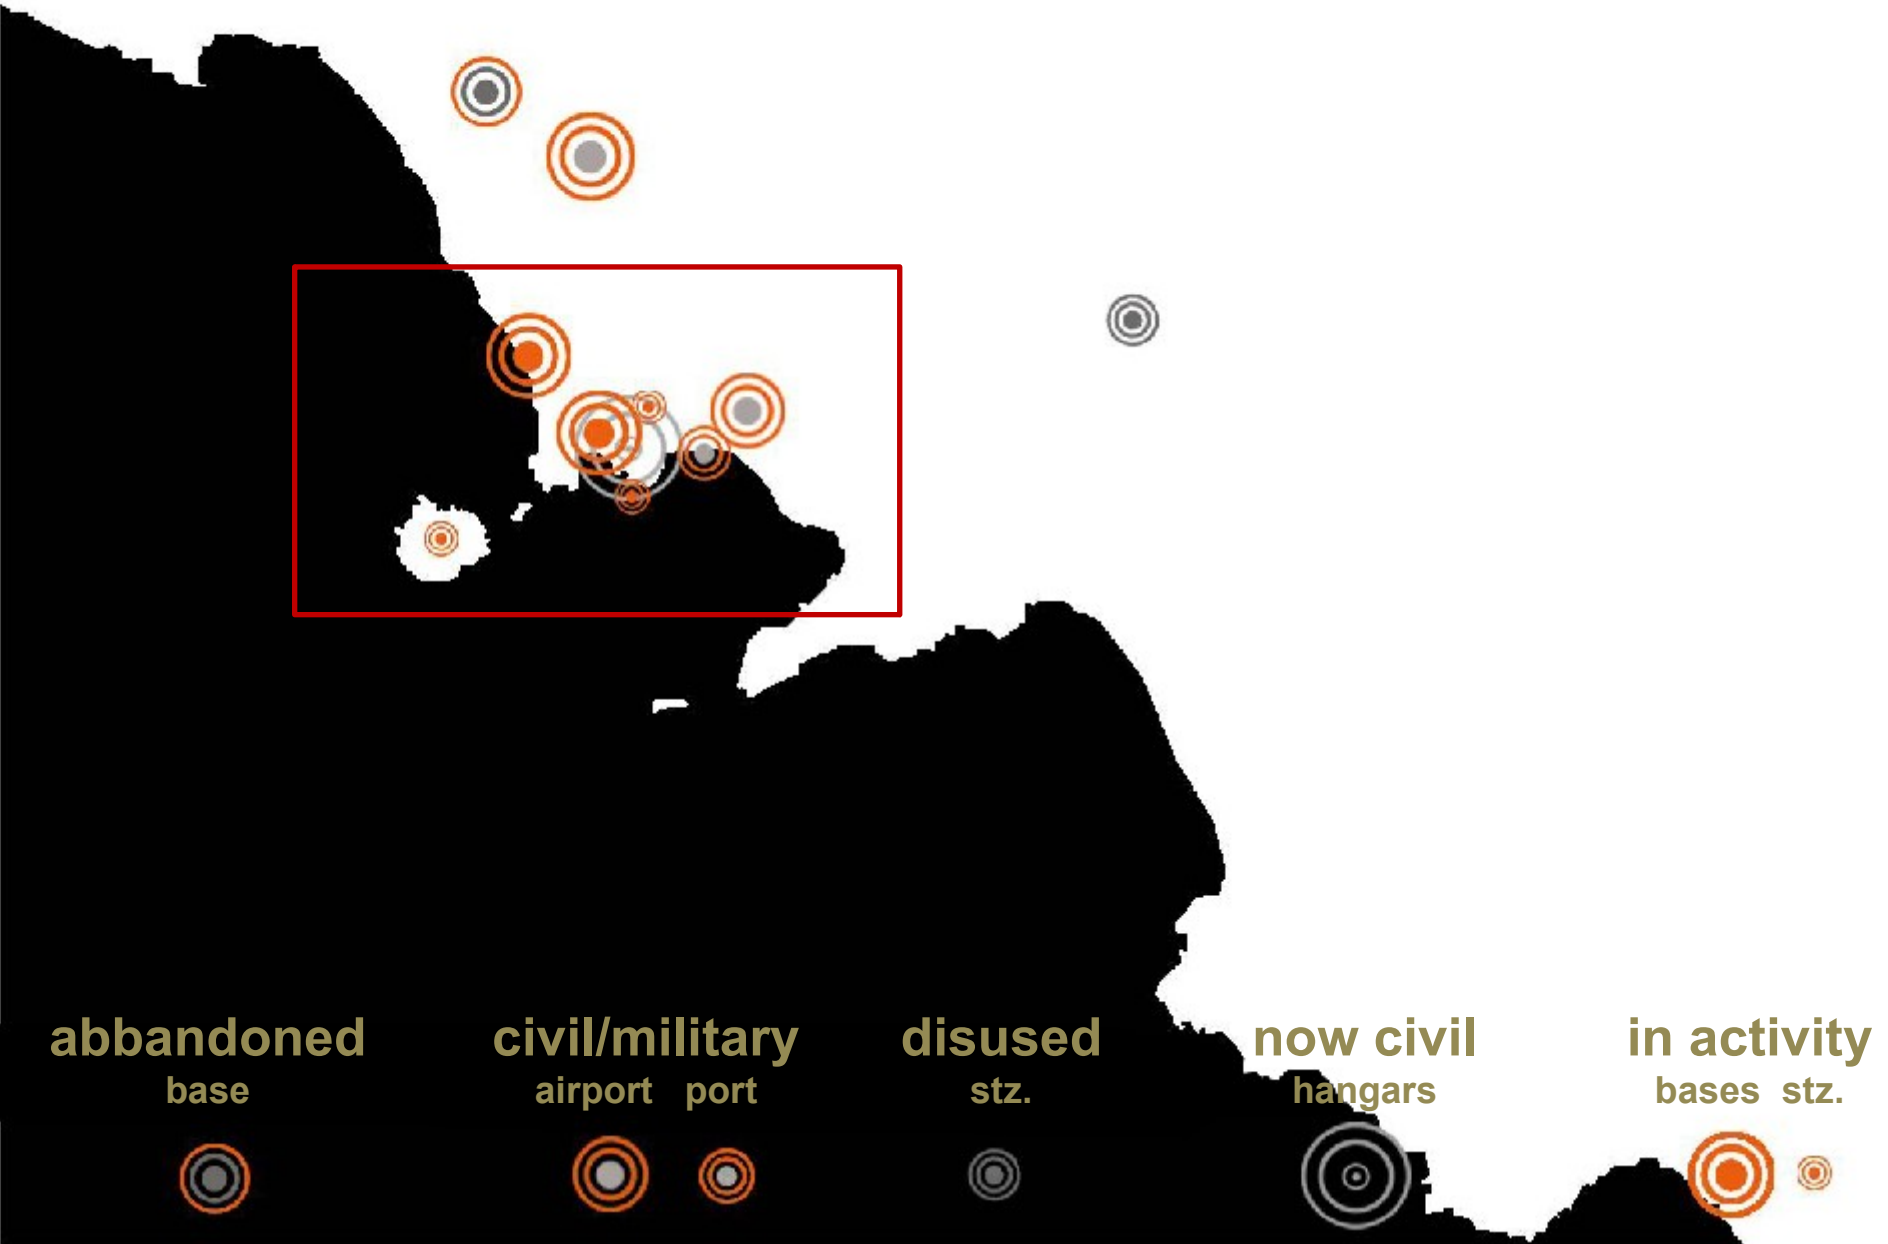 abbandoned civil/military disused now civil in activity
base airport port stz. hangars bases stz.